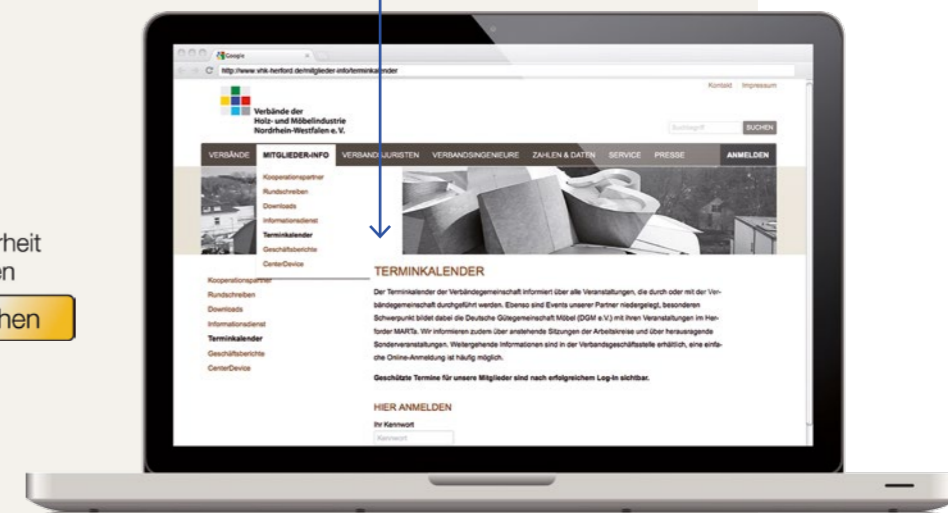 rheit
en
hen
Google
http://www.vhk-herford.de/mitglieder-info/terminkalender
Kontakt Impressum
Verbände der
Holz- und Möbelindustrie
Nordrhein-Westfalen e. V.
Suchbegriff
SUCHEN
VERBÄNDE MITGLIEDER-INFO VERBANDSJURISTEN VERBANDSINGENIEURE ZAHLEN & DATEN SERVICE PRESSE ANMELDEN
Kooperationspartner
Rundschreiben
Downloads
Informationsdienst
Terminkalender
Geschäftsberichte
CenterDevice
Kooperationspartner
Rundschreiben
Downloads
Informationsdienst
Terminkalender
Geschäftsberichte
CenterDevice
TERMINKALENDER
Der Terminkalender der Verbändegemeinschaft informiert über alle Veranstaltungen, die durch oder mit der Ver-
bändegemeinschaft durchgeführt werden. Ebenso sind Events unserer Partner niedergelegt, besonderen
Schwerpunkt bildet dabei die Deutsche Gütegemeinschaft Möbel (DGM e.V.) mit ihren Veranstaltungen im Her-
forder MARTa. Wir informieren zudem über anstehende Sitzungen der Arbeitskreise und über herausragende
Sonderveranstaltungen. Weitergehende Informationen sind in der Verbandsgeschäftsstelle erhältlich, eine einfa-
che Online-Anmeldung ist häufig möglich.
Geschützte Termine für unsere Mitglieder sind nach erfolgreichem Log-In sichtbar.
HIER ANMELDEN
Ihr Kennwort
Kennwort